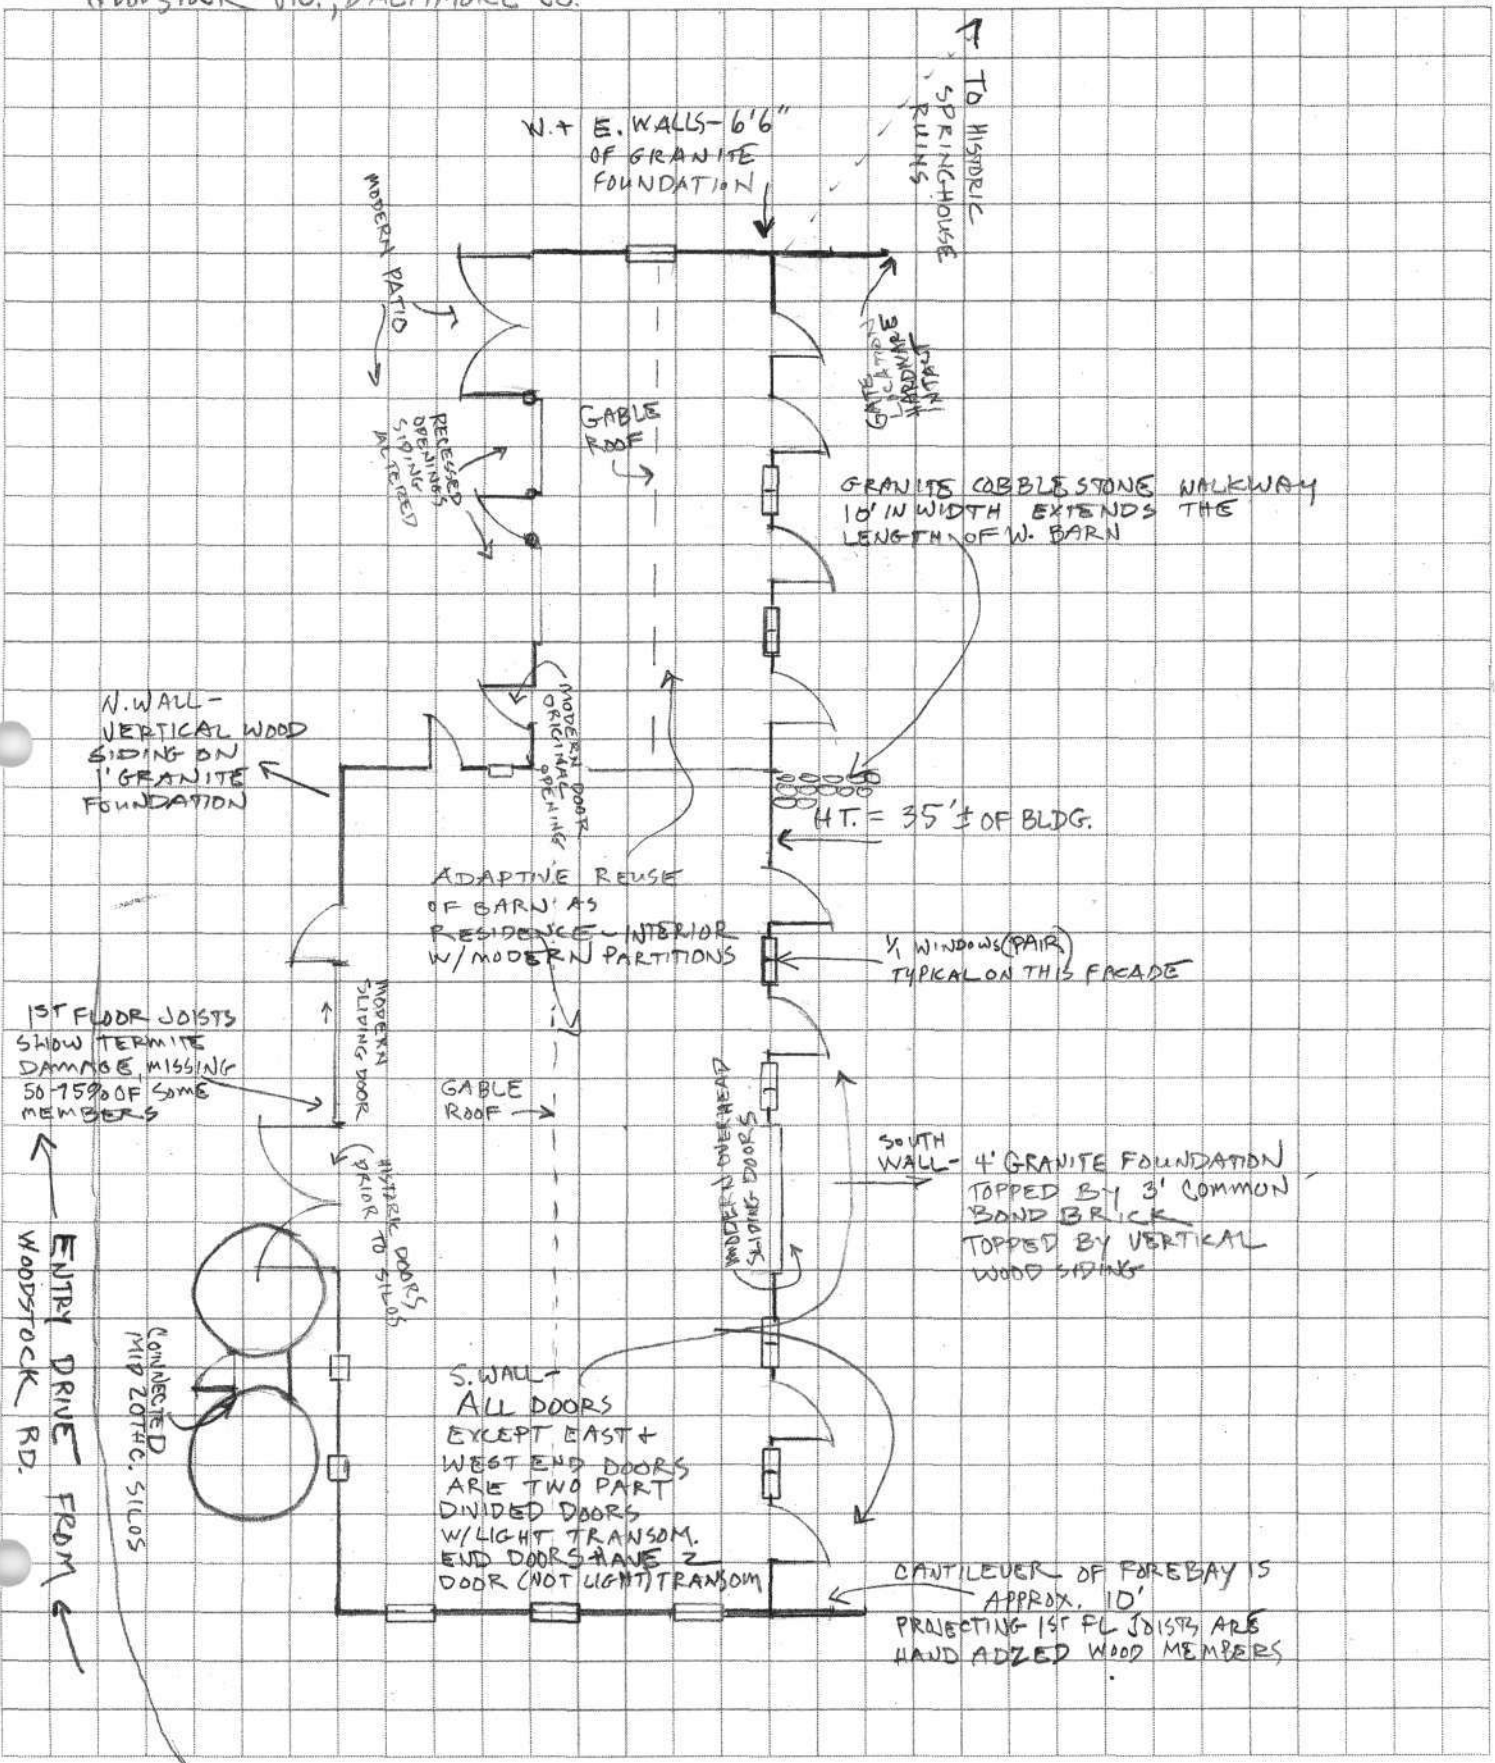 WOODSTOCK VIC., BALTIMORE CO.
TO HISTORIC
SPRINGHOUSE
RUINS
W. + E. WALLS - 6'6"
OF GRANITE
FOUNDATION
MODERN PATIO
INTACT
HARDWARE
GATE
LOCATION
GABLE
ROOF
RECESSED
OPENINGS
SIDING
ALTERED
GRANITE COBBLESTONE WALKWAY
10' IN WIDTH EXTENDS THE
LENGTH OF W. BARN
N. WALL -
VERTICAL WOOD
SIDING ON
1' GRANITE
FOUNDATION
MODERN DOOR
ORIGINAL
OPENING
HT. = 35' ± OF BLDG.
ADAPTIVE REUSE
OF BARN AS
RESIDENCE - INTERIOR
W/ MODERN PARTITIONS
1/1 WINDOWS (PAIR)
TYPICAL ON THIS FACADE
1ST FLOOR JOISTS
SHOW TERMITE
DAMAGE, MISSING
50-75% OF SOME
MEMBERS
MODERN
SLIDING DOOR
GABLE
ROOF
MODERN OVERHEAD
SLIDING DOORS
SOUTH
WALL - 4' GRANITE FOUNDATION
TOPPED BY 3' COMMON
BOND BRICK
TOPPED BY VERTICAL
WOOD SIDING
HISTORIC DOORS
PRIOR TO SILOS
ENTRY DRIVE FROM
WOODSTOCK RD.
CONNECTED
MID 20TH C. SILOS
S. WALL -
ALL DOORS
EXCEPT EAST +
WEST END DOORS
ARE TWO PART
DIVIDED DOORS
W/ LIGHT TRANSOM.
END DOORS HAVE 2
DOOR (NOT LIGHT) TRANSOM
CANTILEVER OF FOREBAY IS
APPROX. 10'
PROJECTING 1ST FL JOISTS ARE
HAND ADZED WOOD MEMBERS